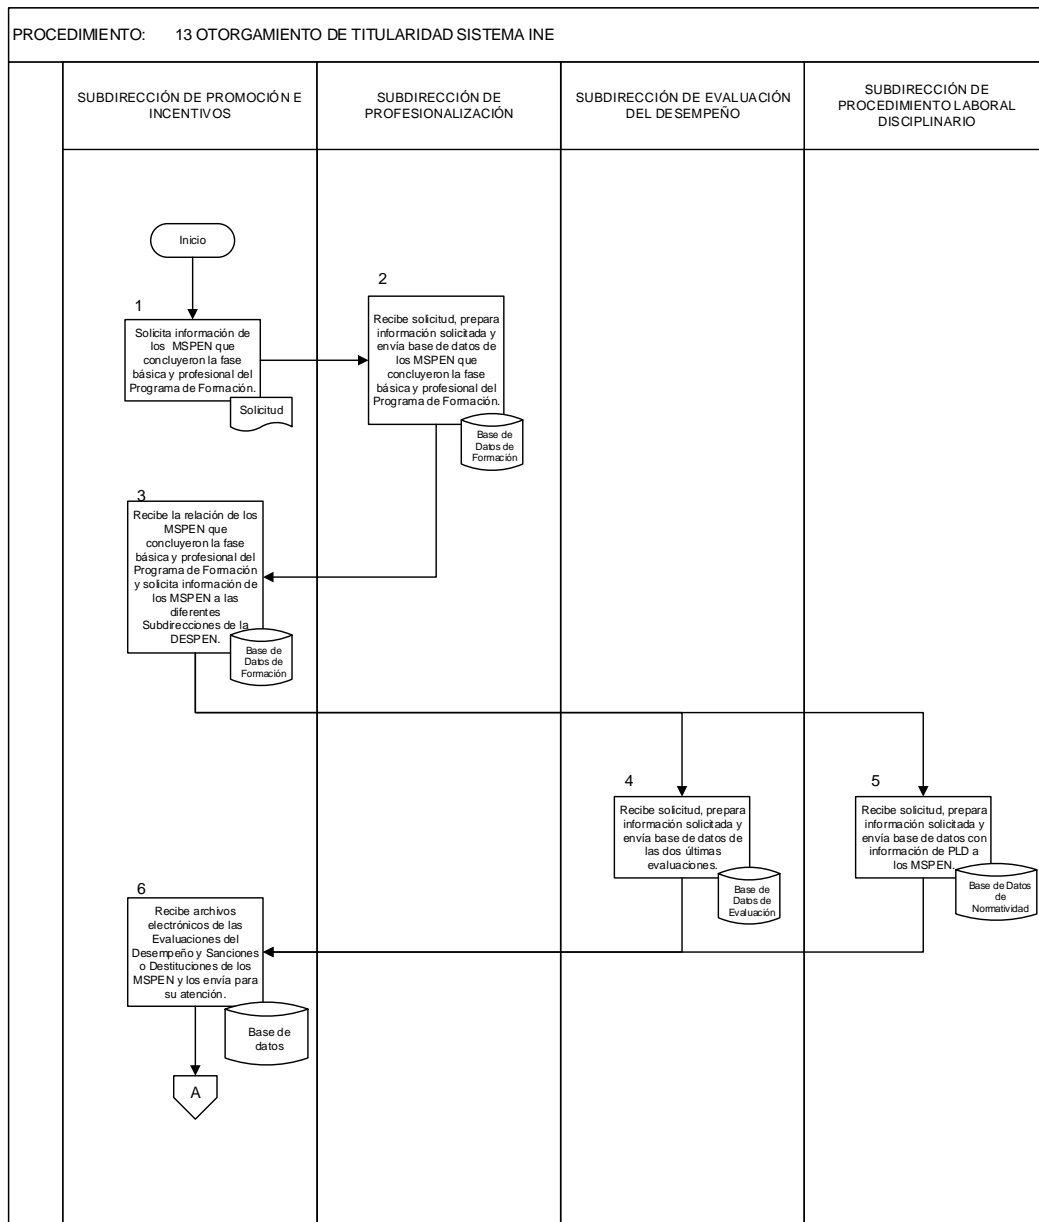 PROCEDIMIENTO: 13 OTORGAMIENTO DE TITULARIDAD SISTEMA INE
SUBDIRECCIÓN DE PROMOCIÓN E
INCENTIVOS
SUBDIRECCIÓN DE
PROFESIONALIZACIÓN
SUBDIRECCIÓN DE EVALUACIÓN
DEL DESEMPEÑO
SUBDIRECCIÓN DE
PROCEDIMIENTO LABORAL
DISCIPLINARIO
Inicio
1
Solicita información de
los MSPEN que
concluyeron la fase
básica y profesional del
Programa de Formación.
Solicitud
2
Recibe solicitud, prepara
información solicitada y
envía base de datos de
los MSPEN que
concluyeron la fase
básica y profesional del
Programa de Formación.
Base de
Datos de
Formación
3
Recibe la relación de los
MSPEN que
concluyeron la fase
básica y profesional del
Programa de Formación
y solicita información de
los MSPEN a las
diferentes
Subdirecciones de la
DESPEN.
Base de
Datos de
Formación
4
Recibe solicitud, prepara
información solicitada y
envía base de datos de
las dos últimas
evaluaciones.
Base de
Datos de
Evaluación
5
Recibe solicitud, prepara
información solicitada y
envía base de datos con
información de PLD a
los MSPEN.
Base de Datos
de
Normatividad
6
Recibe archivos
electrónicos de las
Evaluaciones del
Desempeño y Sanciones
o Destituciones de los
MSPEN y los envía para
su atención.
Base de
datos
A